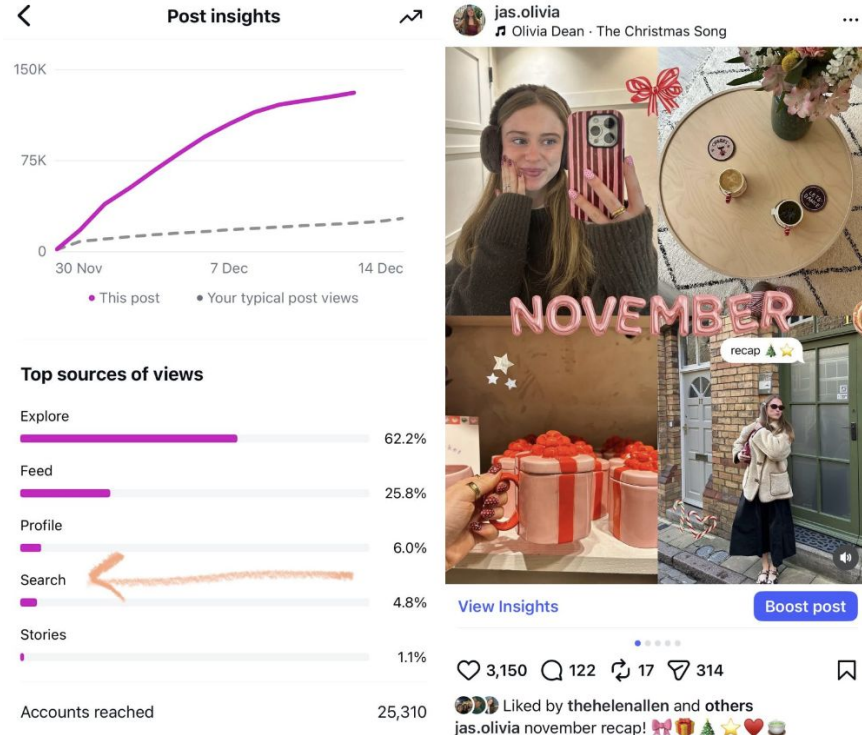 Post insights
150K
75K
0
30 Nov
7 Dec
14 Dec
This post
Your typical post views
Top sources of views
Explore
62.2%
Feed
25.8%
Profile
6.0%
Search
4.8%
Stories
1.1%
Accounts reached
25,310
jas.olivia
Olivia Dean · The Christmas Song
NOVEMBER
recap 🎄⭐
View Insights
Boost post
3,150
122
17
314
Liked by thehelenallen and others
jas.olivia november recap! 🎀🎁🎄⭐❤️🍵